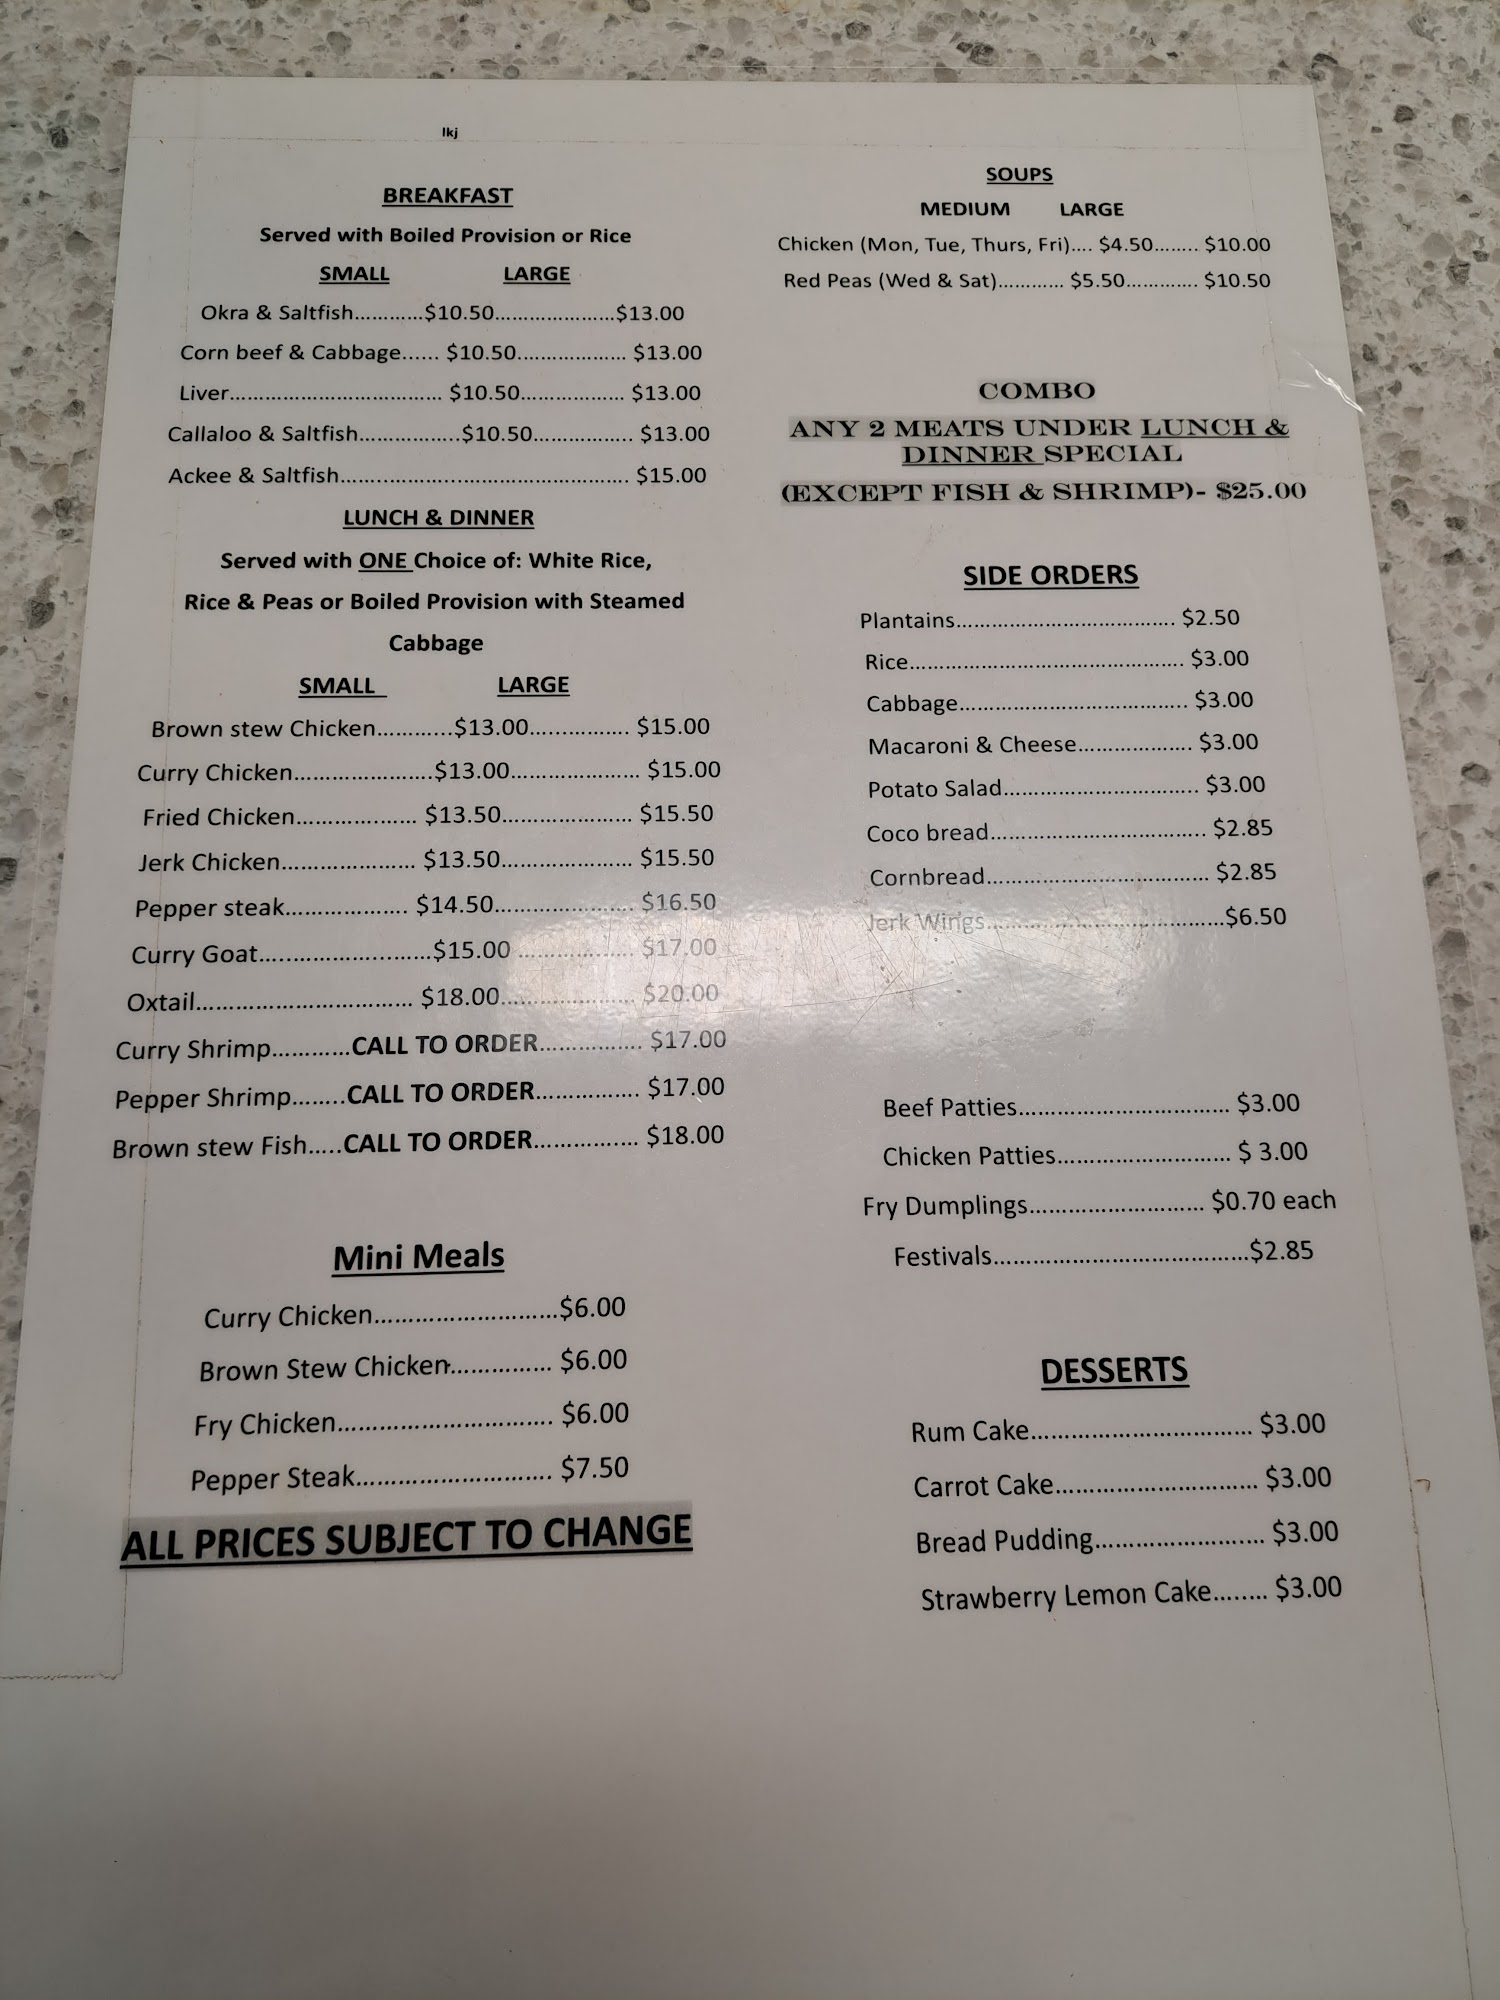 lkj
BREAKFAST
Served with Boiled Provision or Rice
SMALL LARGE
Okra & Saltfish............$10.50.....................$13.00
Corn beef & Cabbage...... $10.50................... $13.00
Liver..................................... $10.50.................. $13.00
Callaloo & Saltfish..................$10.50................. $13.00
Ackee & Saltfish.................................................. $15.00
LUNCH & DINNER
Served with ONE Choice of: White Rice,
Rice & Peas or Boiled Provision with Steamed
Cabbage
SMALL LARGE
Brown stew Chicken............$13.00................. $15.00
Curry Chicken........................$13.00...................... $15.00
Fried Chicken..................... $13.50...................... $15.50
Jerk Chicken....................... $13.50...................... $15.50
Pepper steak..................... $14.50........................ $16.50
Curry Goat.............................$15.00 .................... $17.00
Oxtail..................................... $18.00....................... $20.00
Curry Shrimp............CALL TO ORDER.................. $17.00
Pepper Shrimp........CALL TO ORDER.................. $17.00
Brown stew Fish.....CALL TO ORDER.................. $18.00
Mini Meals
Curry Chicken.............................$6.00
Brown Stew Chicken................ $6.00
Fry Chicken.................................. $6.00
Pepper Steak............................... $7.50
ALL PRICES SUBJECT TO CHANGE
SOUPS
MEDIUM LARGE
Chicken (Mon, Tue, Thurs, Fri).... $4.50........ $10.00
Red Peas (Wed & Sat)............ $5.50............. $10.50
COMBO
ANY 2 MEATS UNDER LUNCH &
DINNER SPECIAL
(EXCEPT FISH & SHRIMP)- $25.00
SIDE ORDERS
Plantains...................................... $2.50
Rice............................................... $3.00
Cabbage........................................ $3.00
Macaroni & Cheese.................... $3.00
Potato Salad.................................. $3.00
Coco bread..................................... $2.85
Cornbread...................................... $2.85
Jerk Wings.........................................$6.50
Beef Patties.................................... $3.00
Chicken Patties.............................. $ 3.00
Fry Dumplings.............................. $0.70 each
Festivals...........................................$2.85
DESSERTS
Rum Cake...................................... $3.00
Carrot Cake................................... $3.00
Bread Pudding............................. $3.00
Strawberry Lemon Cake........ $3.00